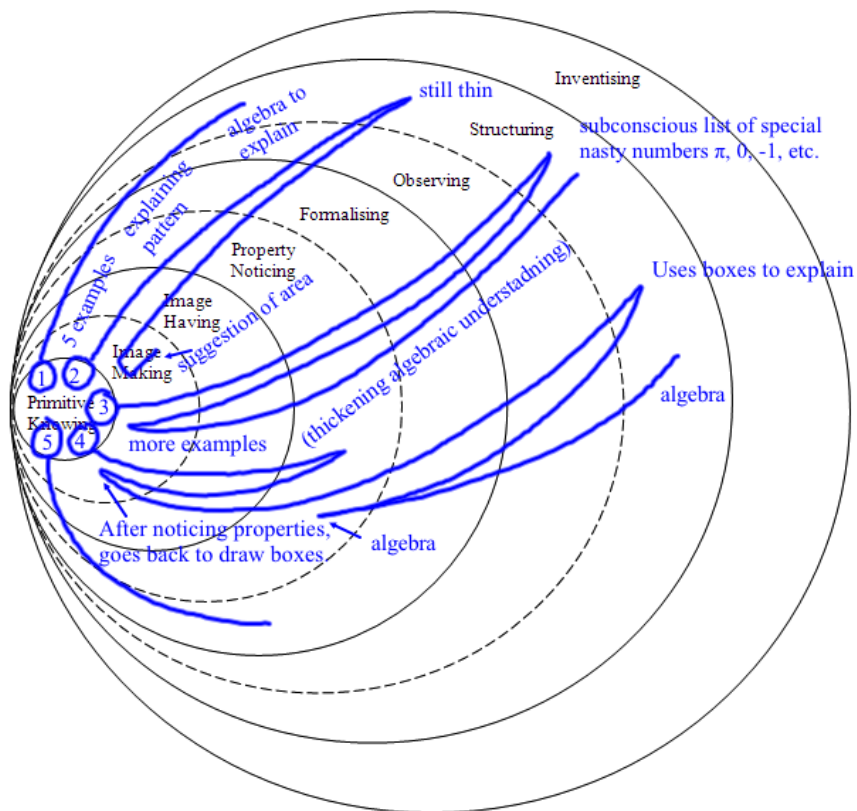 Inventising
still thin
Structuring
subconscious list of special
nasty numbers π, 0, -1, etc.
Observing
algebra to
explain
Formalising
explaining
pattern
Property
Noticing
5 examples
Uses boxes to explain
Image
Having
suggestion of area
Image
Making
1
2
Primitive
Knowing
3
(thickening algebraic understadning)
algebra
5
4
more examples
After noticing properties,
goes back to draw boxes
algebra